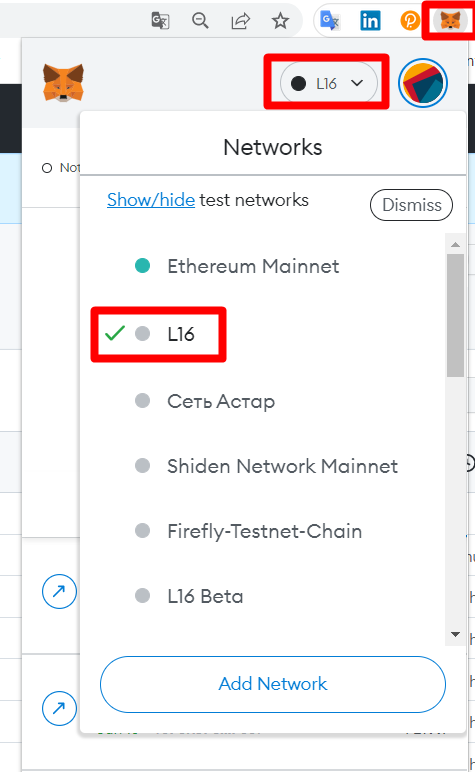 L16
Not
Networks
Show/hide test networks
Dismiss
Ethereum Mainnet
L16
Сеть Астар
Shiden Network Mainnet
Firefly-Testnet-Chain
L16 Beta
Add Network